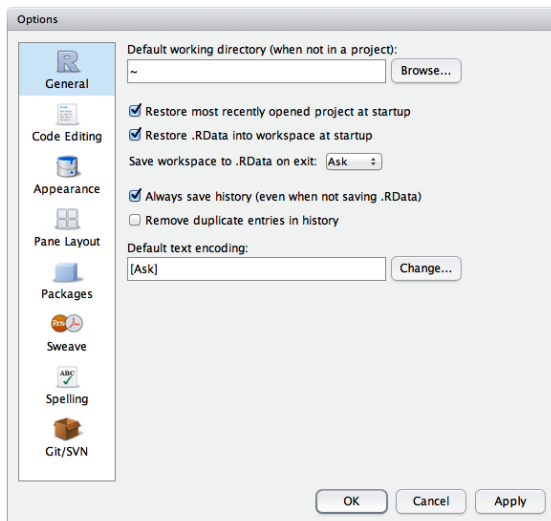 Options
General
Code Editing
Appearance
Pane Layout
Packages
Sweave
ABC
Spelling
Git/SVN
Default working directory (when not in a project):
~
Browse...
Restore most recently opened project at startup
Restore .RData into workspace at startup
Save workspace to .RData on exit: Ask
Always save history (even when not saving .RData)
Remove duplicate entries in history
Default text encoding:
[Ask]
Change...
OK
Cancel
Apply